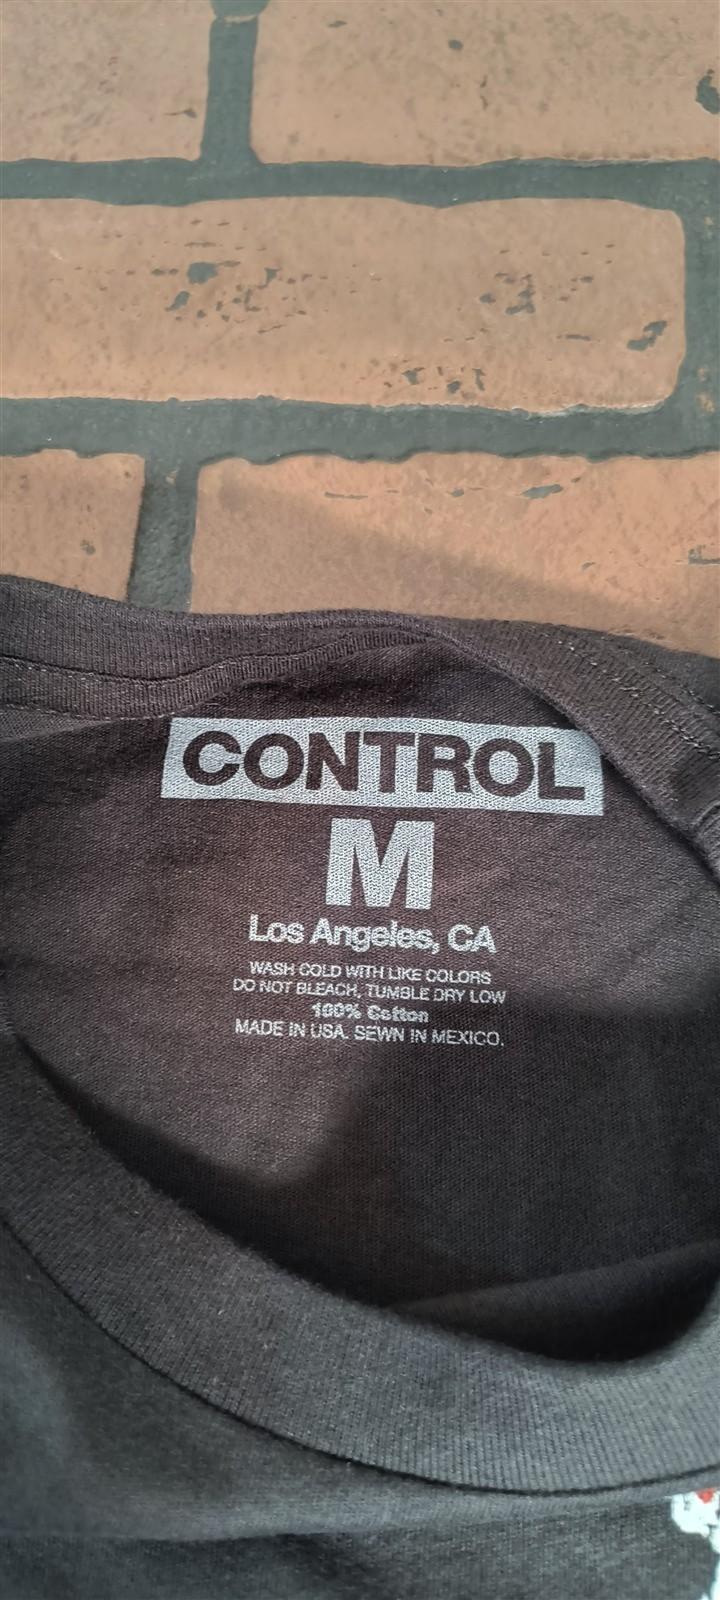 CONTROL
M
Los Angeles, CA
WASH COLD WITH LIKE COLORS
DO NOT BLEACH, TUMBLE DRY LOW
100% Cotton
MADE IN USA. SEWN IN MEXICO.